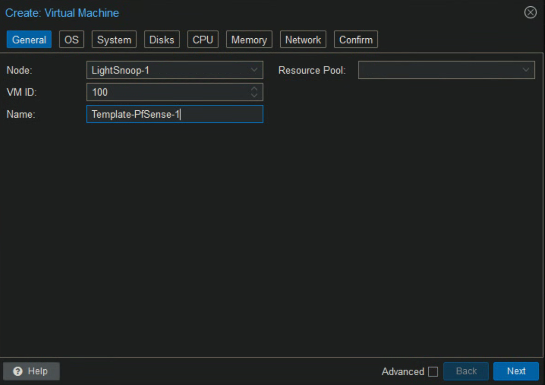 Create: Virtual Machine
General OS System Disks CPU Memory Network Confirm
Node: LightSnoop-1 Resource Pool:
VM ID: 100
Name: Template-PfSense-1
? Help Advanced Back Next